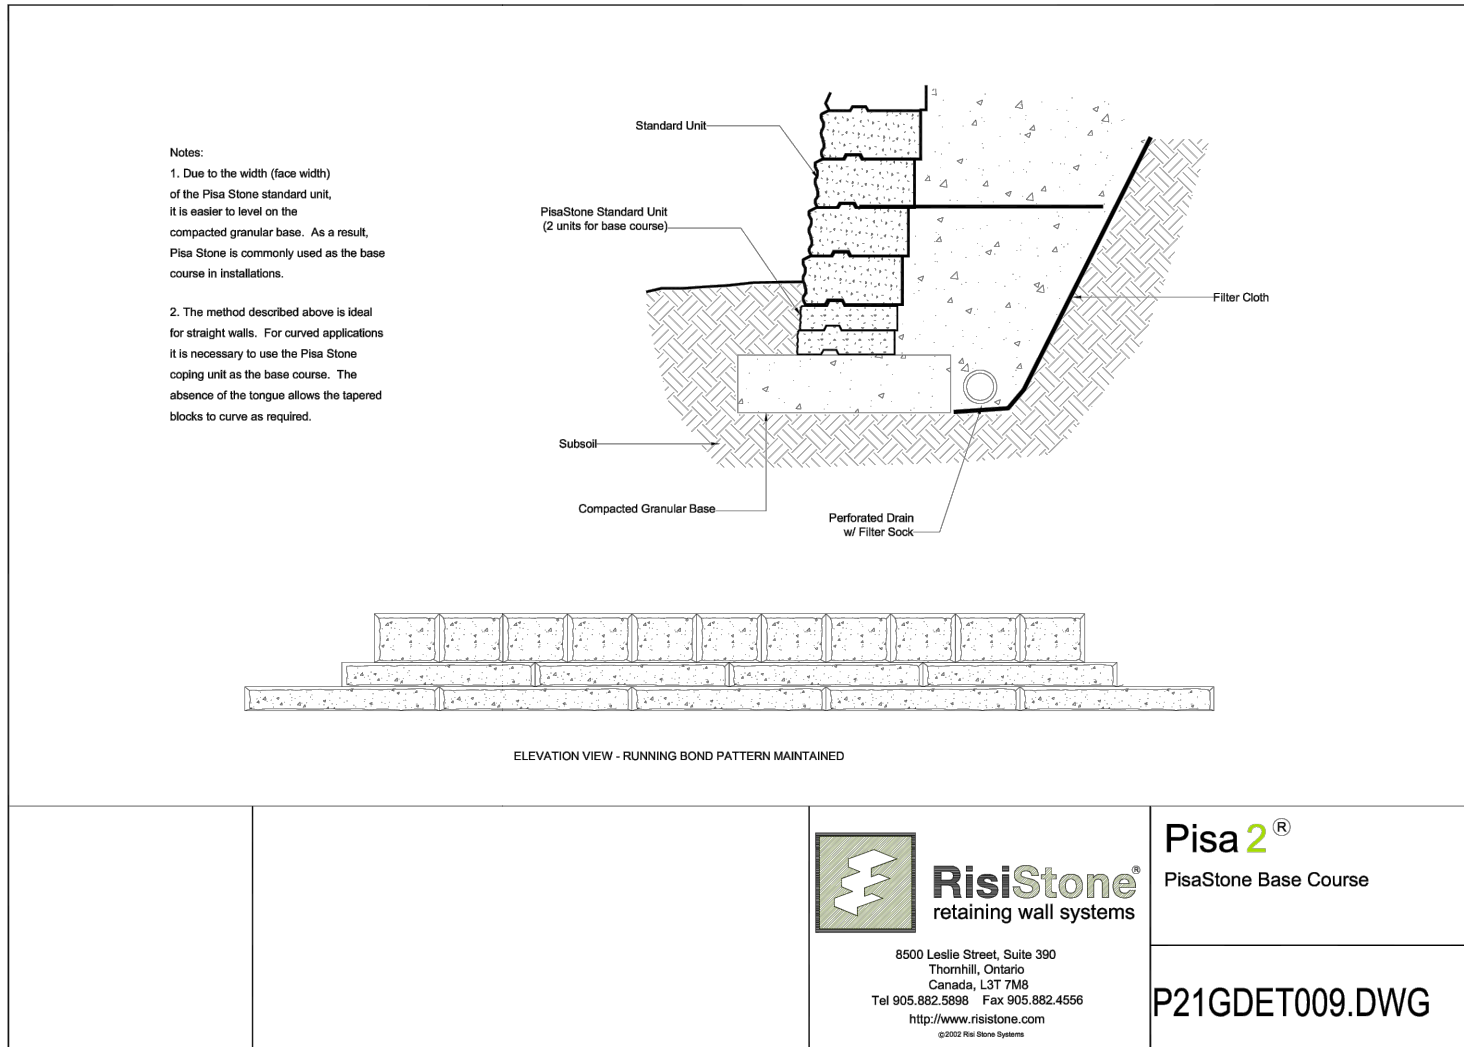 Notes:
1. Due to the width (face width)
of the Pisa Stone standard unit,
it is easier to level on the
compacted granular base. As a result,
Pisa Stone is commonly used as the base
course in installations.
2. The method described above is ideal
for straight walls. For curved applications
it is necessary to use the Pisa Stone
coping unit as the base course. The
absence of the tongue allows the tapered
blocks to curve as required.
Standard Unit
PisaStone Standard Unit
(2 units for base course)
Filter Cloth
Subsoil
Compacted Granular Base
Perforated Drain
w/ Filter Sock
ELEVATION VIEW - RUNNING BOND PATTERN MAINTAINED
RisiStone®
retaining wall systems
8500 Leslie Street, Suite 390
Thornhill, Ontario
Canada, L3T 7M8
Tel 905.882.5898 Fax 905.882.4556
http://www.risistone.com
©2002 Risi Stone Systems
Pisa 2®
PisaStone Base Course
P21GDET009.DWG